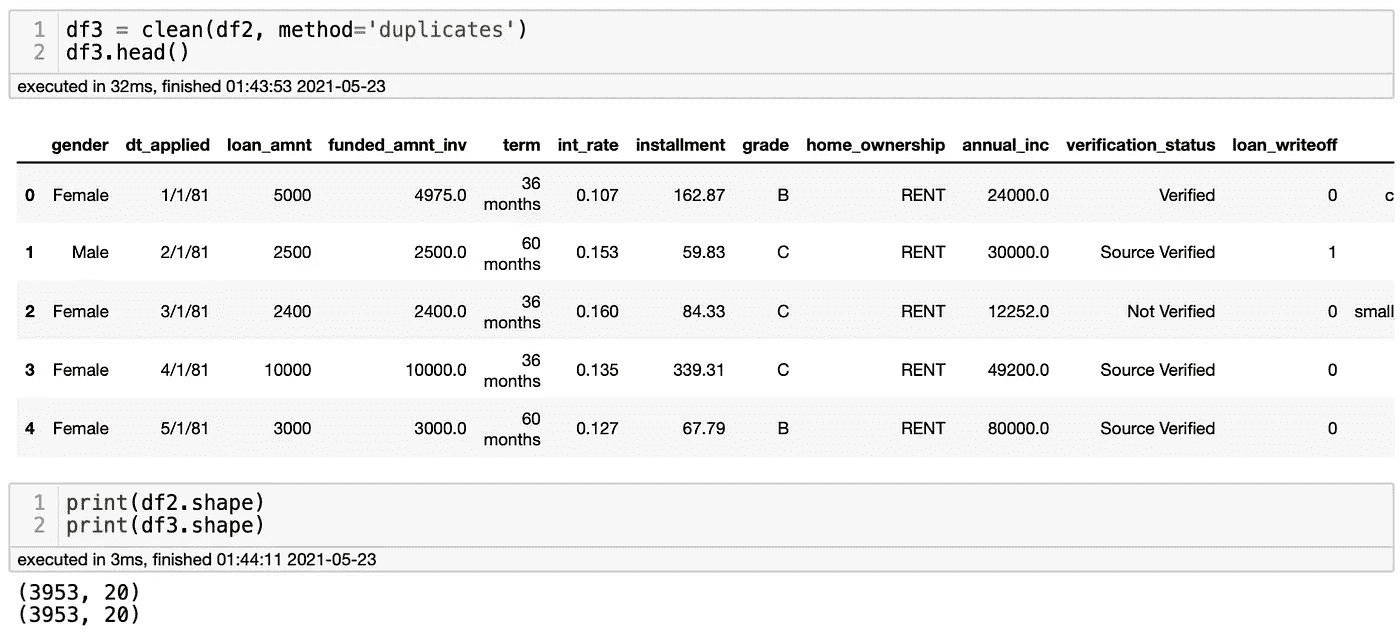 1 df3 = clean(df2, method='duplicates')
2 df3.head()
executed in 32ms, finished 01:43:53 2021-05-23
gender dt_applied loan_amnt funded_amnt_inv term int_rate installment grade home_ownership annual_inc verification_status loan_writeoff
0 Female 1/1/81 5000 4975.0 36 months 0.107 162.87 B RENT 24000.0 Verified 0 c
1 Male 2/1/81 2500 2500.0 60 months 0.153 59.83 C RENT 30000.0 Source Verified 1
2 Female 3/1/81 2400 2400.0 36 months 0.160 84.33 C RENT 12252.0 Not Verified 0 small
3 Female 4/1/81 10000 10000.0 36 months 0.135 339.31 C RENT 49200.0 Source Verified 0
4 Female 5/1/81 3000 3000.0 60 months 0.127 67.79 B RENT 80000.0 Source Verified 0
1 print(df2.shape)
2 print(df3.shape)
executed in 3ms, finished 01:44:11 2021-05-23
(3953, 20)
(3953, 20)